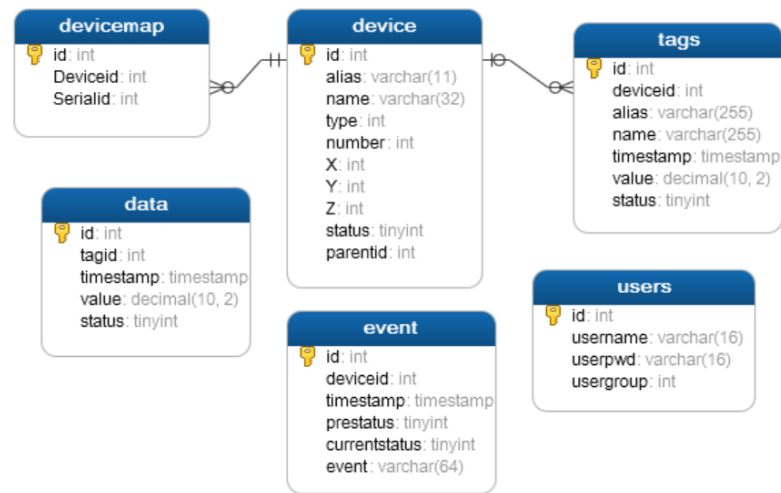 devicemap
id: int
Deviceid: int
Serialid: int
device
id: int
alias: varchar(11)
name: varchar(32)
type: int
number: int
X: int
Y: int
Z: int
status: tinyint
parentid: int
tags
id: int
deviceid: int
alias: varchar(255)
name: varchar(255)
timestamp: timestamp
value: decimal(10, 2)
status: tinyint
data
id: int
tagid: int
timestamp: timestamp
value: decimal(10, 2)
status: tinyint
event
id: int
deviceid: int
timestamp: timestamp
prestatus: tinyint
currentstatus: tinyint
event: varchar(64)
users
id: int
username: varchar(16)
userpwd: varchar(16)
usergroup: int